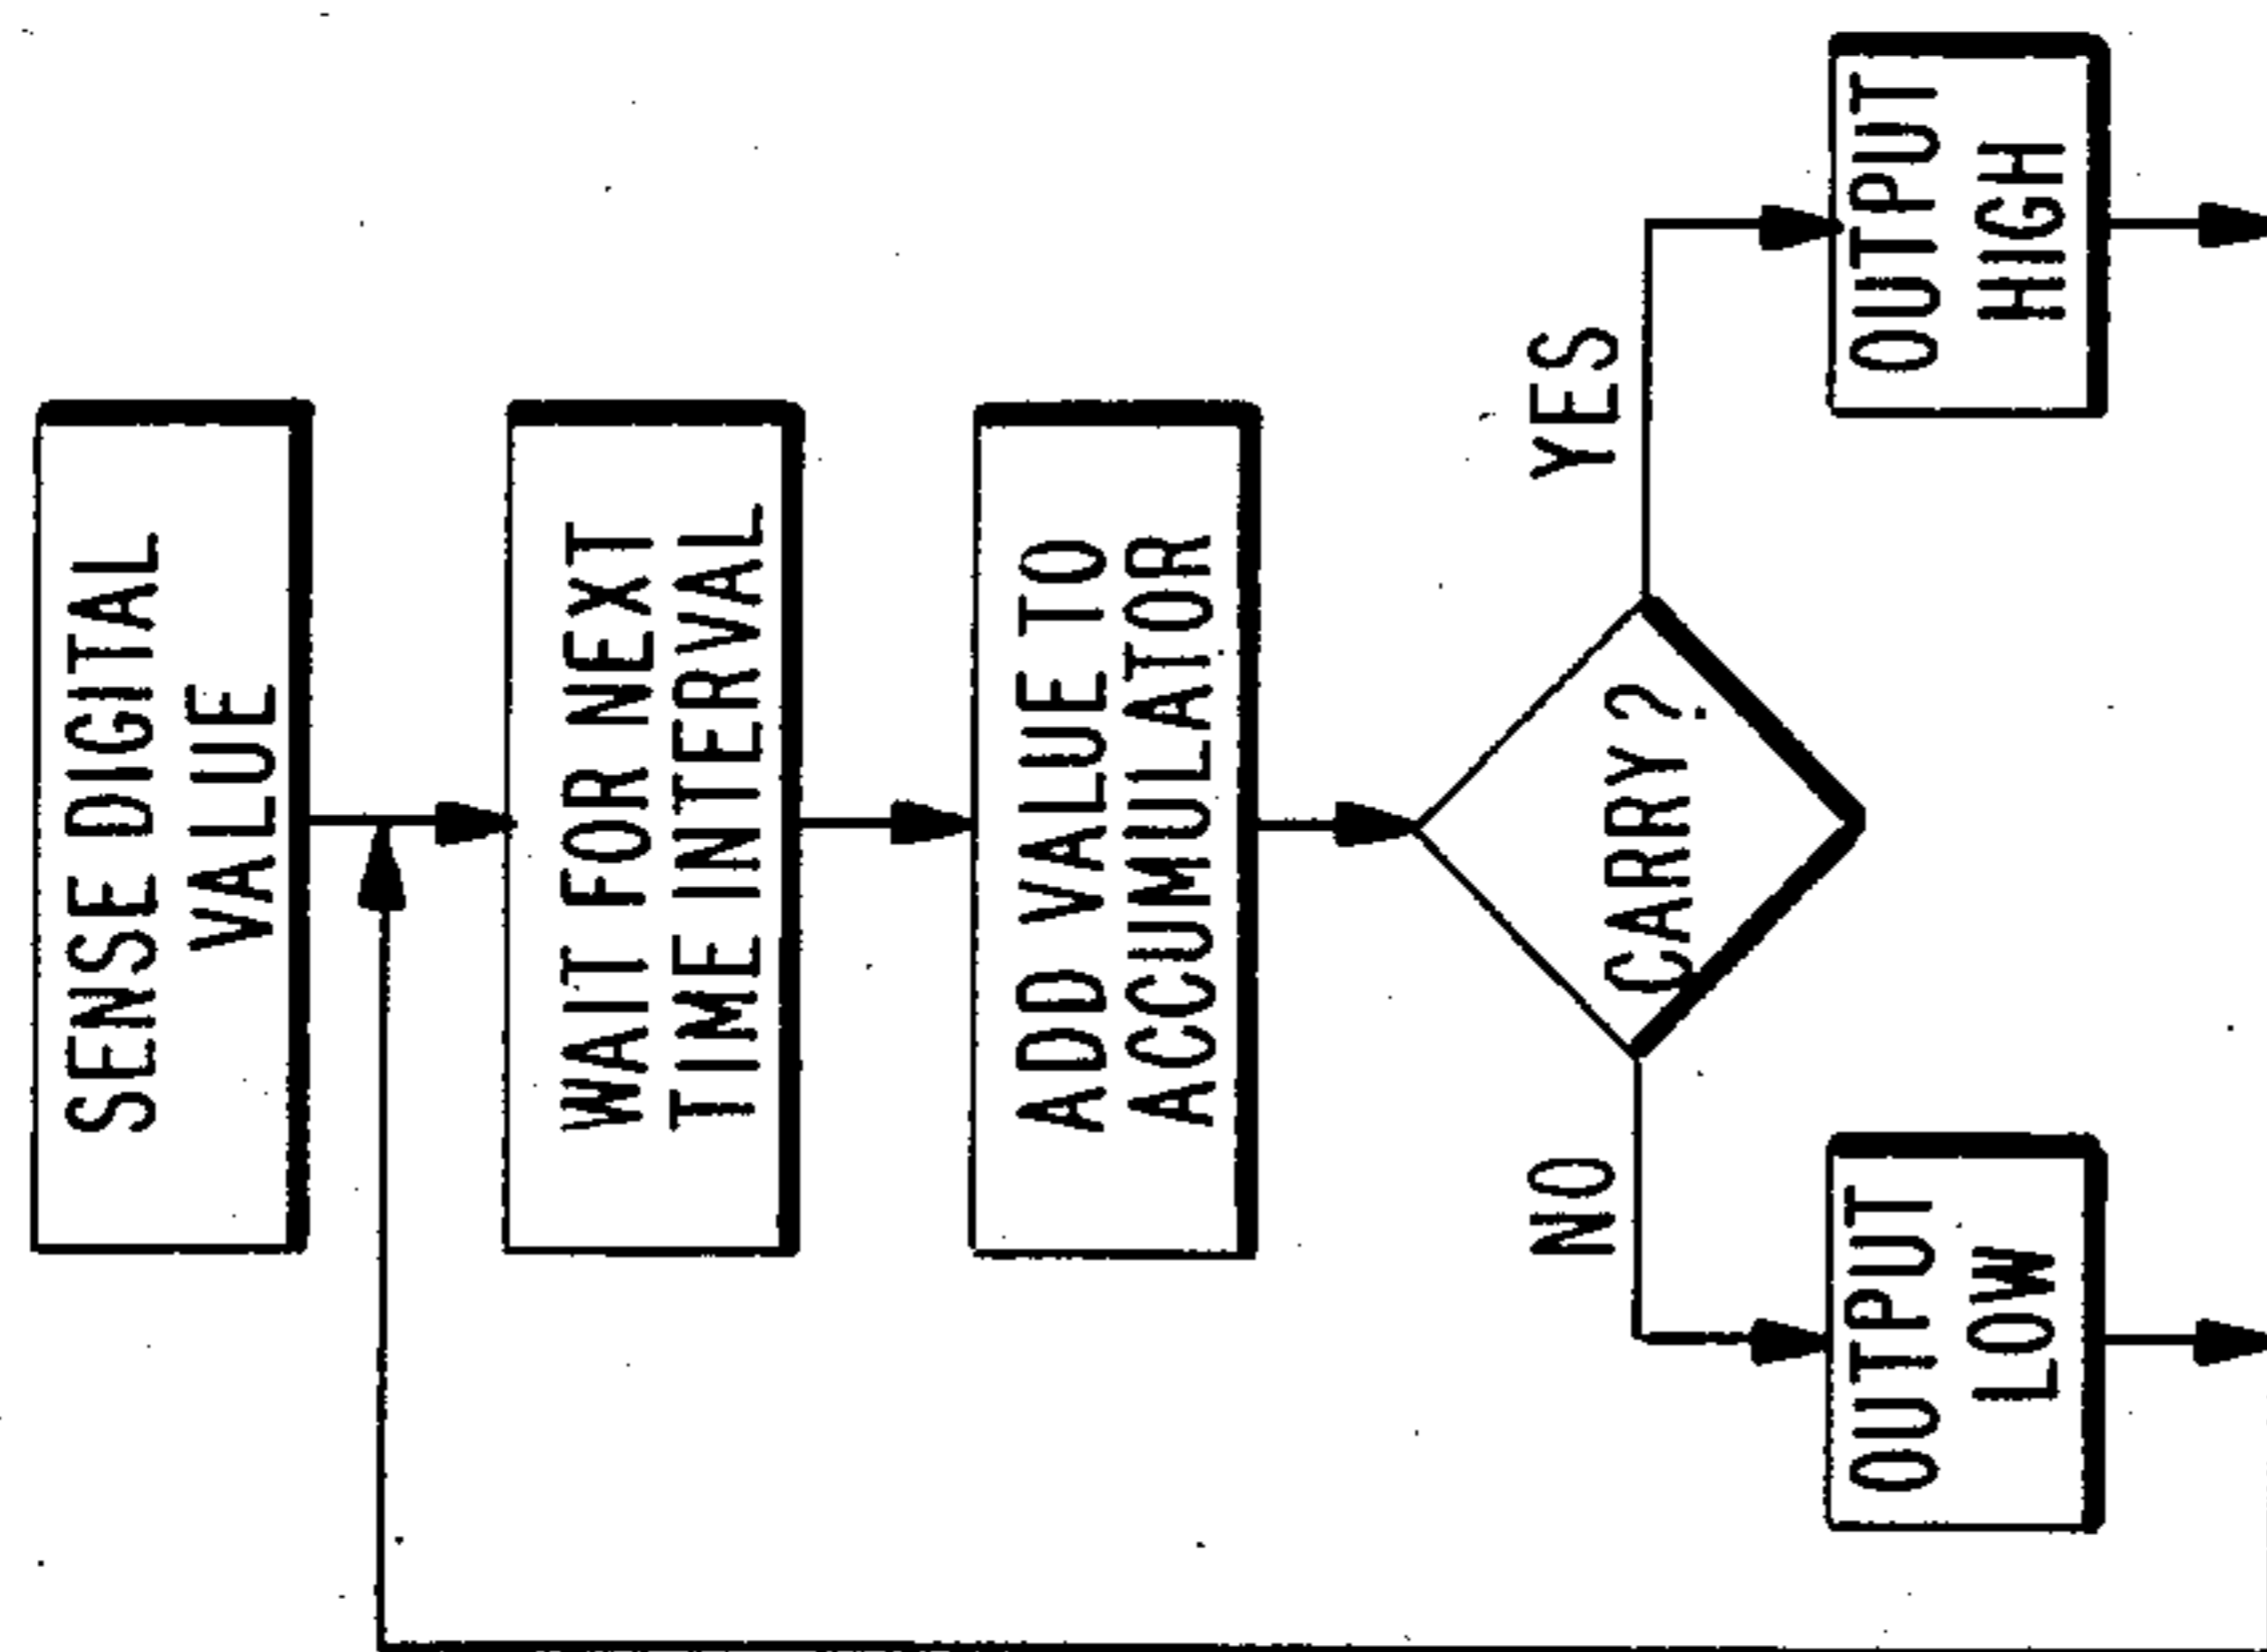 SENSE DIGITAL
VALUE
WAIT FOR NEXT
TIME INTERVAL
ADD VALUE TO
ACCUMULATOR
CARRY?
NO
YES
OUTPUT
LOW
OUTPUT
HIGH